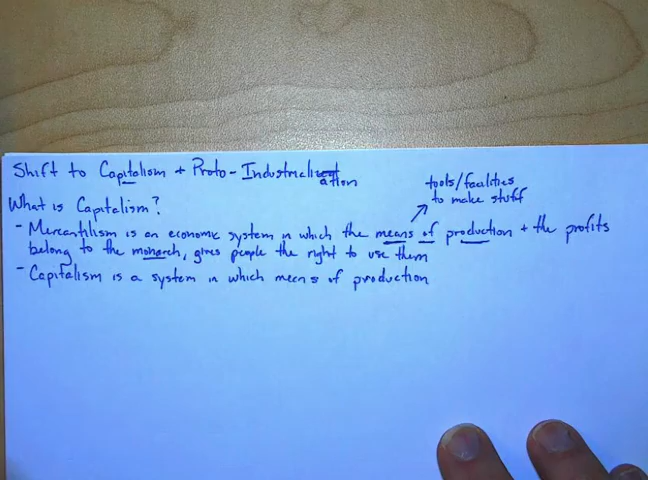 Shift to Capitalism + Proto-Industrialization
tools/facilities
to make stuff
What is Capitalism?
- Mercantilism is an economic system in which the means of production + the profits
belong to the monarch, gives people the right to use them
- Capitalism is a system in which means of production